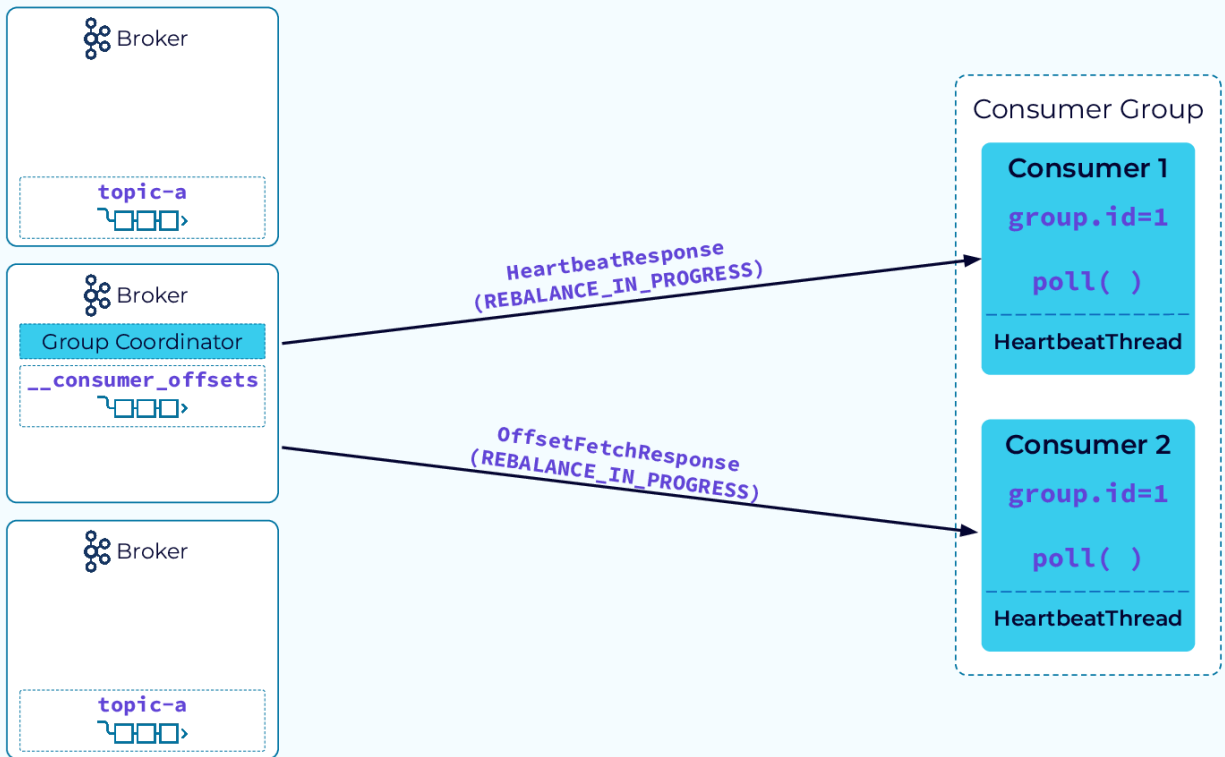 Broker
topic-a
Broker
Group Coordinator
__consumer_offsets
Broker
topic-a
HeartbeatResponse
(REBALANCE_IN_PROGRESS)
OffsetFetchResponse
(REBALANCE_IN_PROGRESS)
Consumer Group
Consumer 1
group.id=1
poll( )
HeartbeatThread
Consumer 2
group.id=1
poll( )
HeartbeatThread